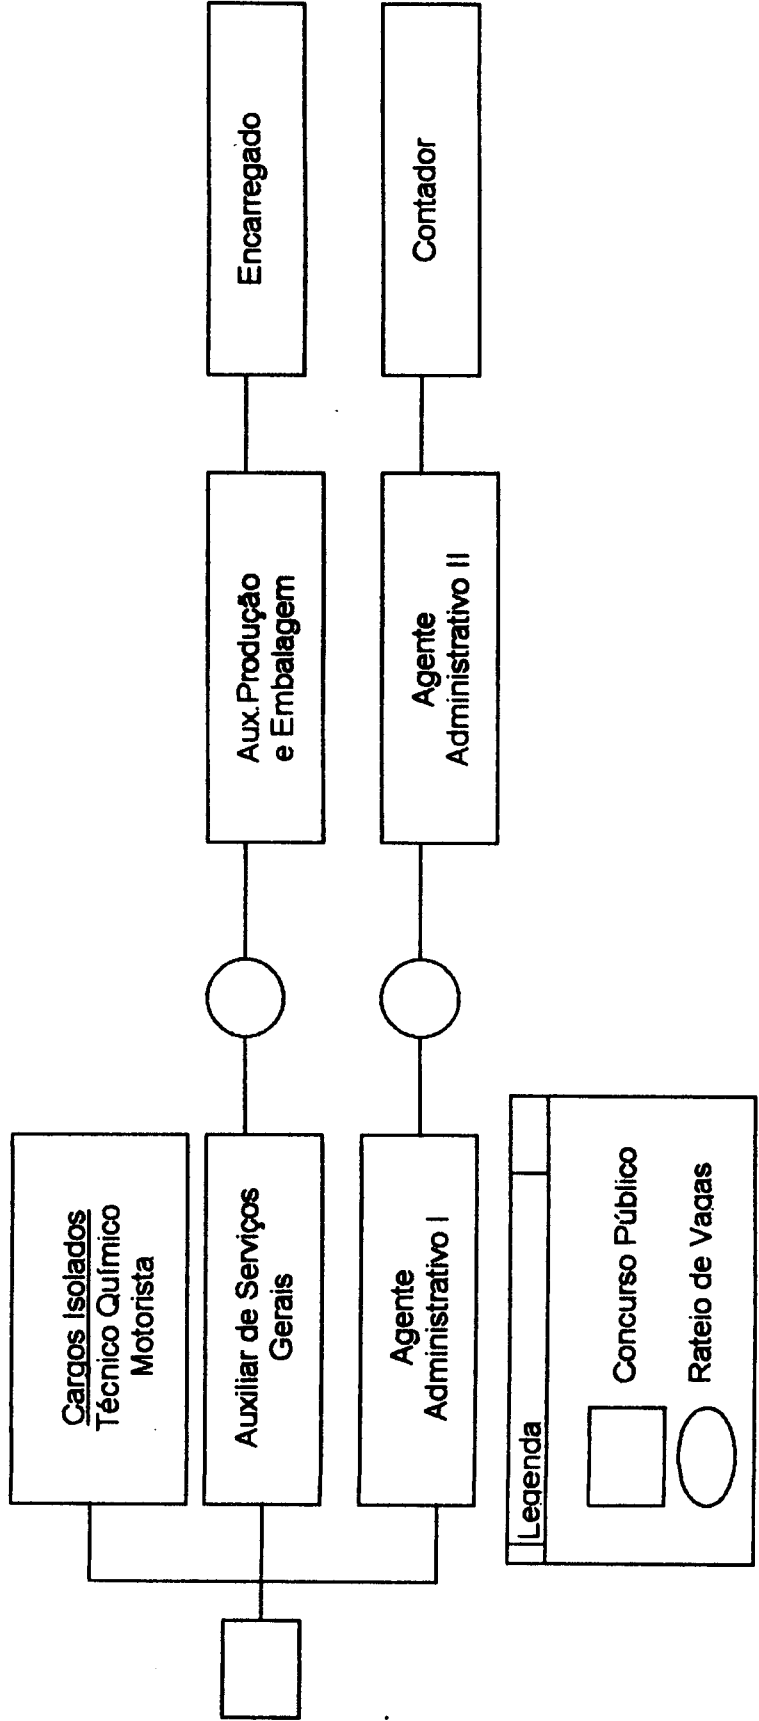 Cargos Isolados
Técnico Químico
Motorista
Auxiliar de Serviços
Gerais
Aux.Produção
e Embalagem
Encarregado
Agente
Administrativo I
Agente
Administrativo II
Contador
Legenda
Concurso Público
Rateio de Vagas